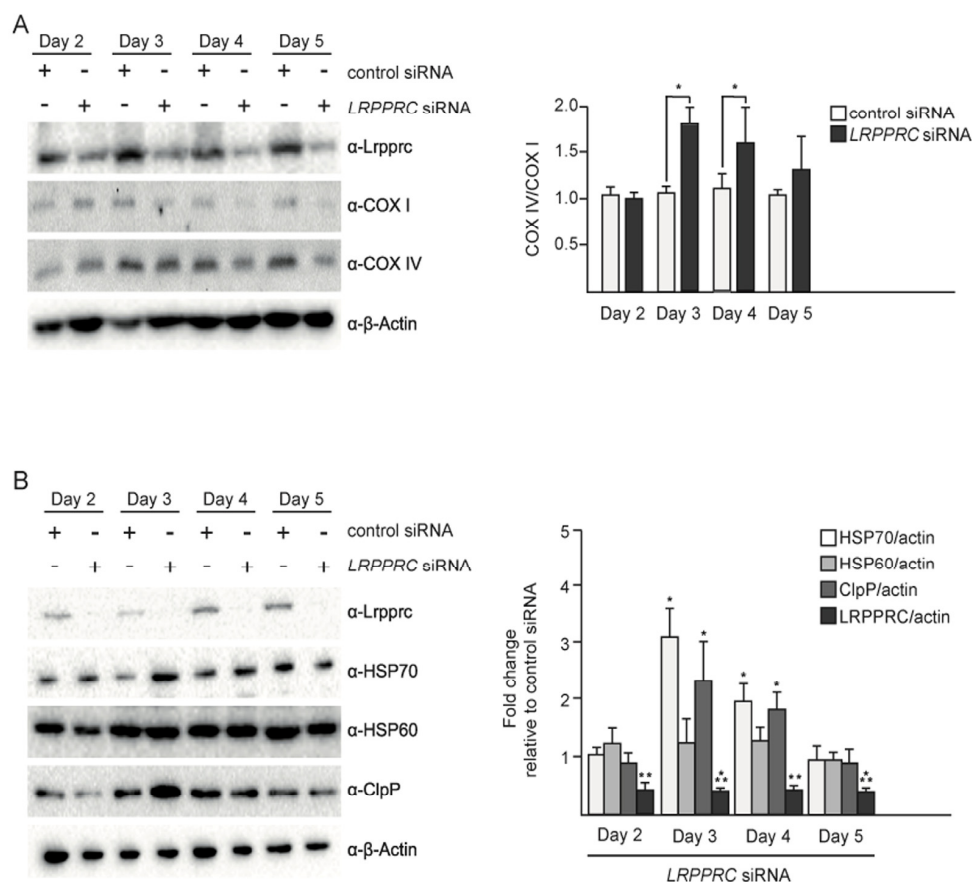 A
Day 2 Day 3 Day 4 Day 5
+ - + - + - + - control siRNA
- + - + - + - + LRPPRC siRNA
α-Lrpprc
α-COX I
α-COX IV
α-β-Actin
COX IV/COX I
2.0
1.5
1.0
0.5
* *
control siRNA
LRPPRC siRNA
Day 2 Day 3 Day 4 Day 5
B
Day 2 Day 3 Day 4 Day 5
+ - + - + - + - control siRNA
- + - + - + - + LRPPRC siRNA
α-Lrpprc
α-HSP70
α-HSP60
α-ClpP
α-β-Actin
Fold change
relative to control siRNA
5
4
3
2
1
HSP70/actin
HSP60/actin
ClpP/actin
LRPPRC/actin
* * * *
** *** ** ***
Day 2 Day 3 Day 4 Day 5
LRPPRC siRNA